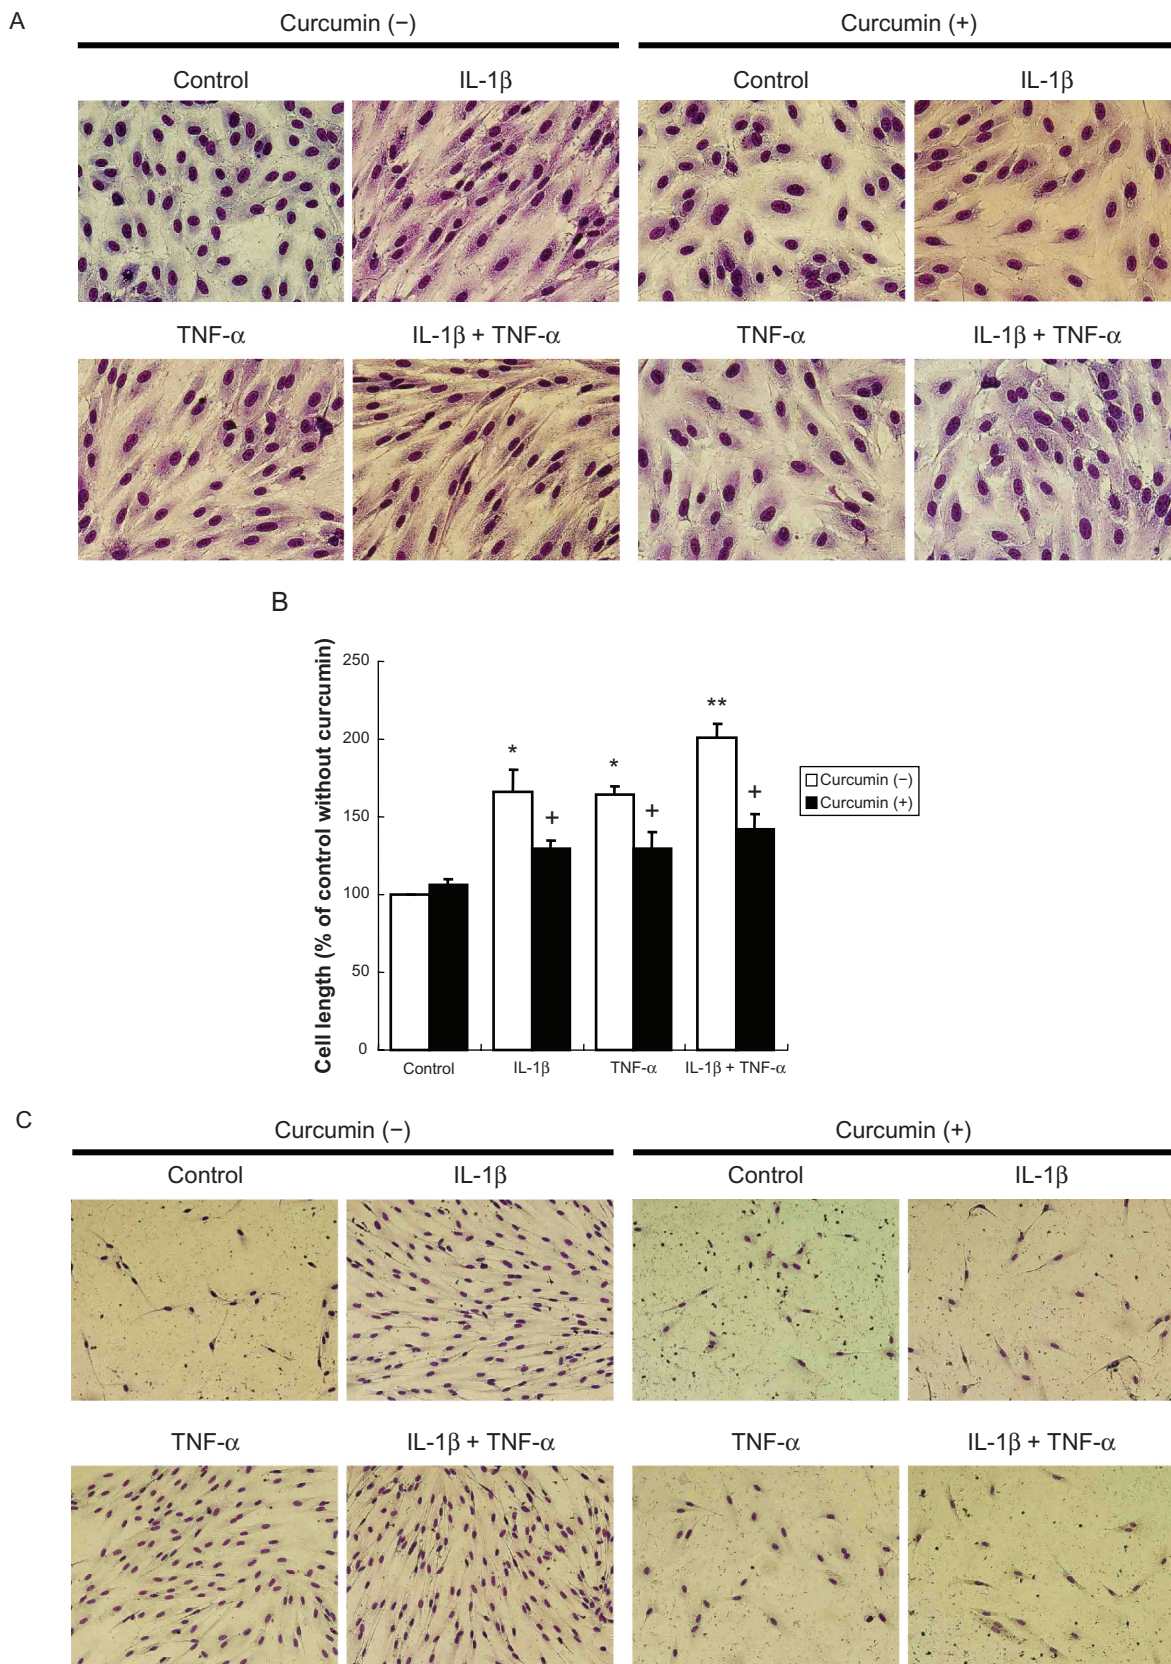 A
Curcumin (−) Curcumin (+)
Control IL-1β Control IL-1β
TNF-α IL-1β + TNF-α TNF-α IL-1β + TNF-α
B
Cell length (% of control without curcumin)
250
200
150
100
50
0
* + * + ** +
Control IL-1β TNF-α IL-1β + TNF-α
Curcumin (−)
Curcumin (+)
C
Curcumin (−) Curcumin (+)
Control IL-1β Control IL-1β
TNF-α IL-1β + TNF-α TNF-α IL-1β + TNF-α